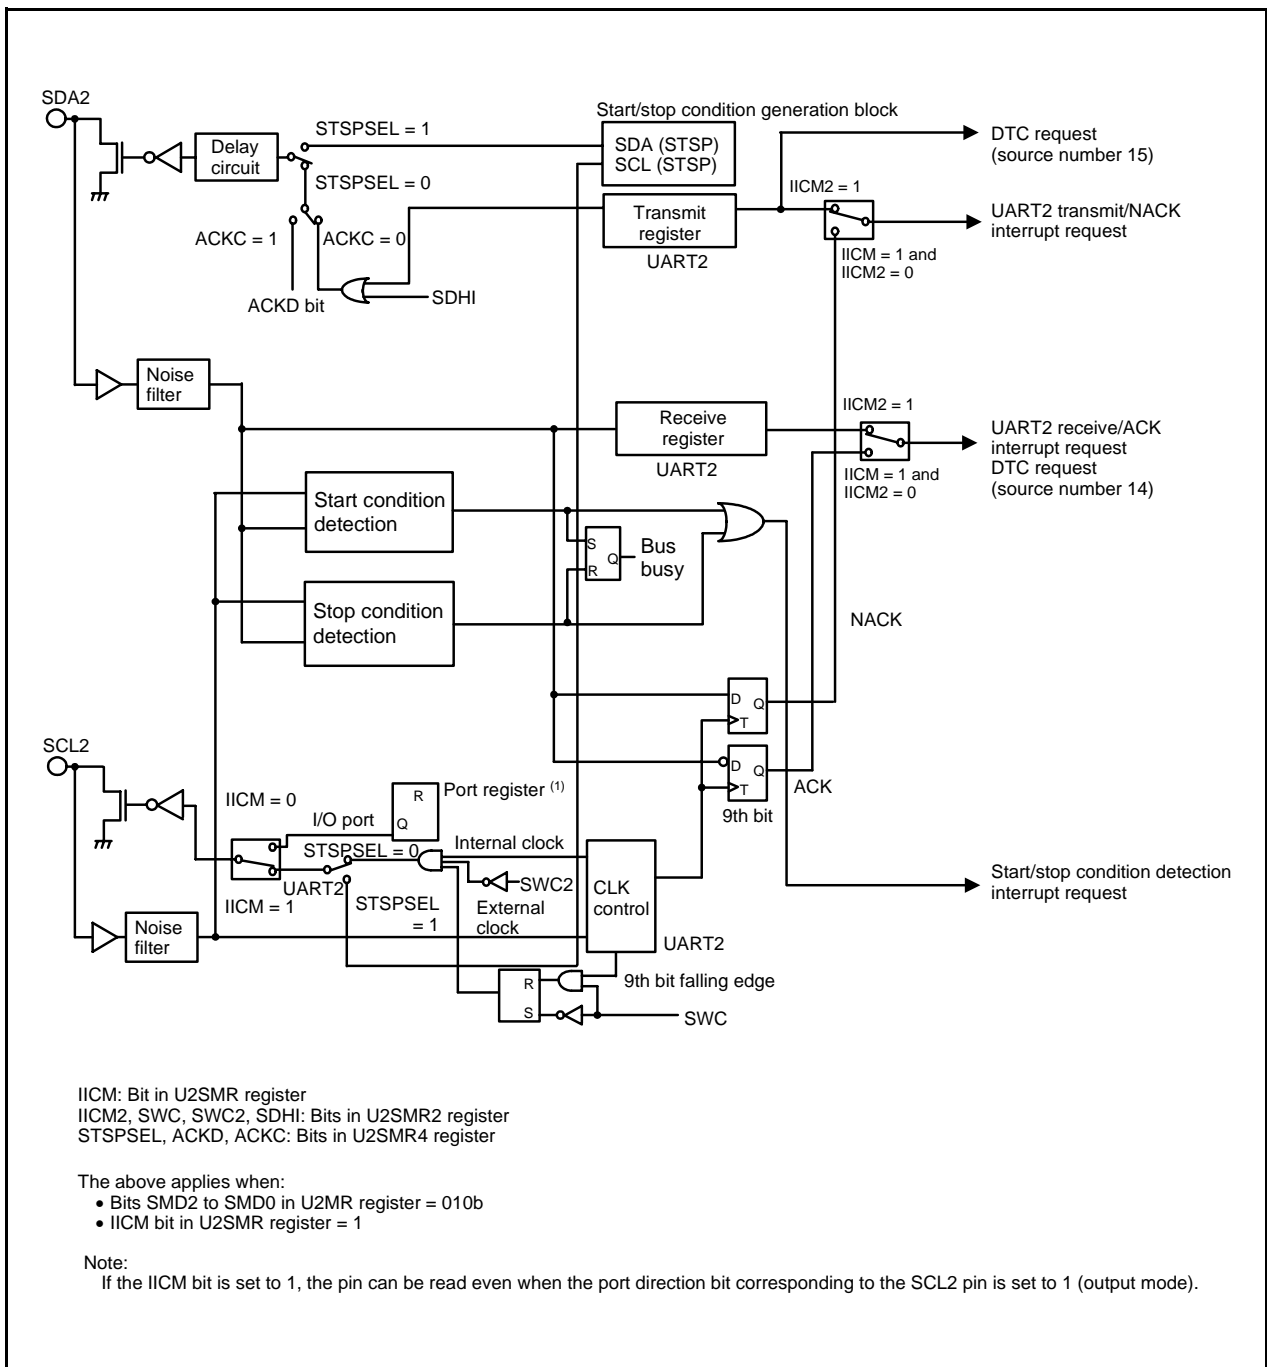 SDA2
Start/stop condition generation block
STSPSEL = 1
SDA (STSP)
SCL (STSP)
DTC request
(source number 15)
Delay
circuit
STSPSEL = 0
IICM2 = 1
Transmit
register
UART2
UART2 transmit/NACK
interrupt request
ACKC = 1
ACKC = 0
IICM = 1 and
IICM2 = 0
ACKD bit
SDHI
Noise
filter
Receive
register
UART2
IICM2 = 1
UART2 receive/ACK
interrupt request
DTC request
(source number 14)
IICM = 1 and
IICM2 = 0
Start condition
detection
S
R
Q
Bus
busy
Stop condition
detection
NACK
D
Q
T
D
Q
T
ACK
9th bit
SCL2
IICM = 0
I/O port
R
Q
Port register (1)
STSPSEL = 0
Internal clock
UART2
SWC2
CLK
control
IICM = 1
STSPSEL
= 1
External
clock
UART2
Start/stop condition detection
interrupt request
Noise
filter
R
S
9th bit falling edge
SWC
IICM: Bit in U2SMR register
IICM2, SWC, SWC2, SDHI: Bits in U2SMR2 register
STSPSEL, ACKD, ACKC: Bits in U2SMR4 register
The above applies when:
• Bits SMD2 to SMD0 in U2MR register = 010b
• IICM bit in U2SMR register = 1
Note:
If the IICM bit is set to 1, the pin can be read even when the port direction bit corresponding to the SCL2 pin is set to 1 (output mode).